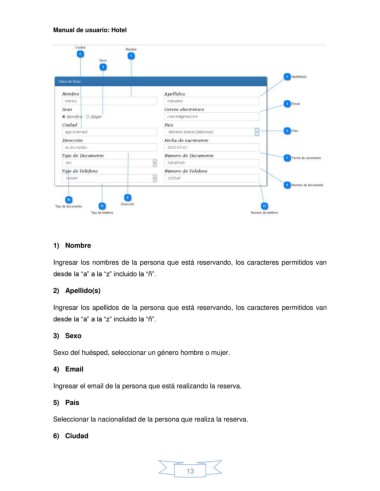 Manual de usuario: Hotel
Ciudad
Nombre
Sexo
Apellido(s)
Nombre
Apellidos
Sexo
Correo electrónico
Email
Hombre
Mujer
Ciudad
País
País
Dirección
Fecha de nacimiento
Fecha de nacimiento
Tipo de Documento
Número de Documento
Tipo de Teléfono
Número de Teléfono
Número de documento
Tipo de documento
Tipo de teléfono
Dirección
Número de teléfono
1) Nombre
Ingresar los nombres de la persona que está reservando, los caracteres permitidos van
desde la “a” a la “z” incluido la “ñ”.
2) Apellido(s)
Ingresar los apellidos de la persona que está reservando, los caracteres permitidos van
desde la “a” a la “z” incluido la “ñ”.
3) Sexo
Sexo del huésped, seleccionar un género hombre o mujer.
4) Email
Ingresar el email de la persona que está realizando la reserva.
5) País
Seleccionar la nacionalidad de la persona que realiza la reserva.
6) Ciudad
13